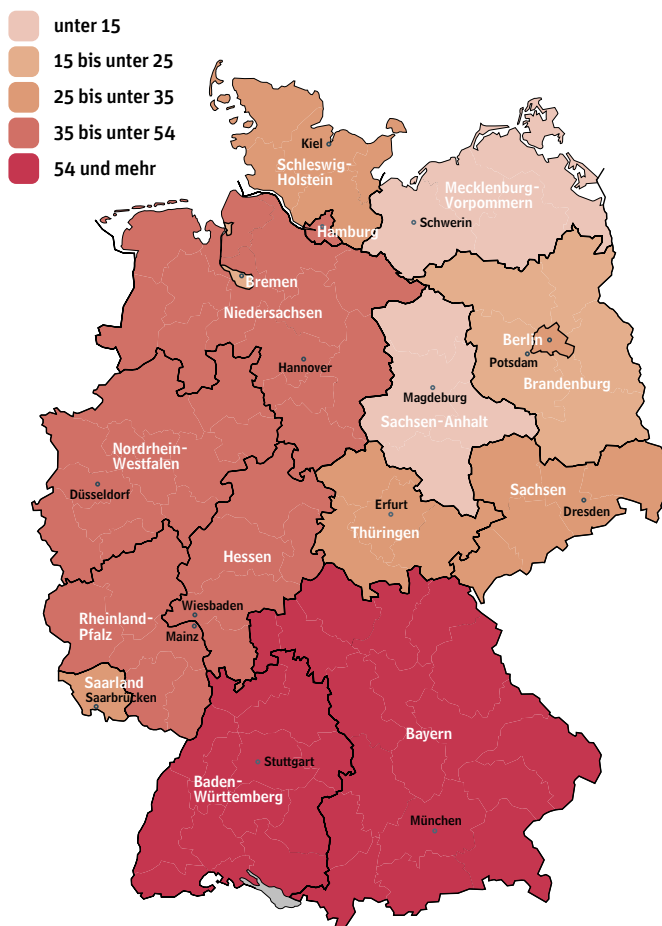 unter 15
15 bis unter 25
25 bis unter 35
35 bis unter 54
54 und mehr
Kiel
Schleswig-
Holstein
Mecklenburg-
Vorpommern
Schwerin
Hamburg
Bremen
Niedersachsen
Berlin
Potsdam
Hannover
Brandenburg
Magdeburg
Sachsen-Anhalt
Nordrhein-
Westfalen
Düsseldorf
Sachsen
Erfurt
Dresden
Thüringen
Hessen
Wiesbaden
Rheinland-
Pfalz
Mainz
Saarland
Saarbrücken
Bayern
Stuttgart
Baden-
Württemberg
München